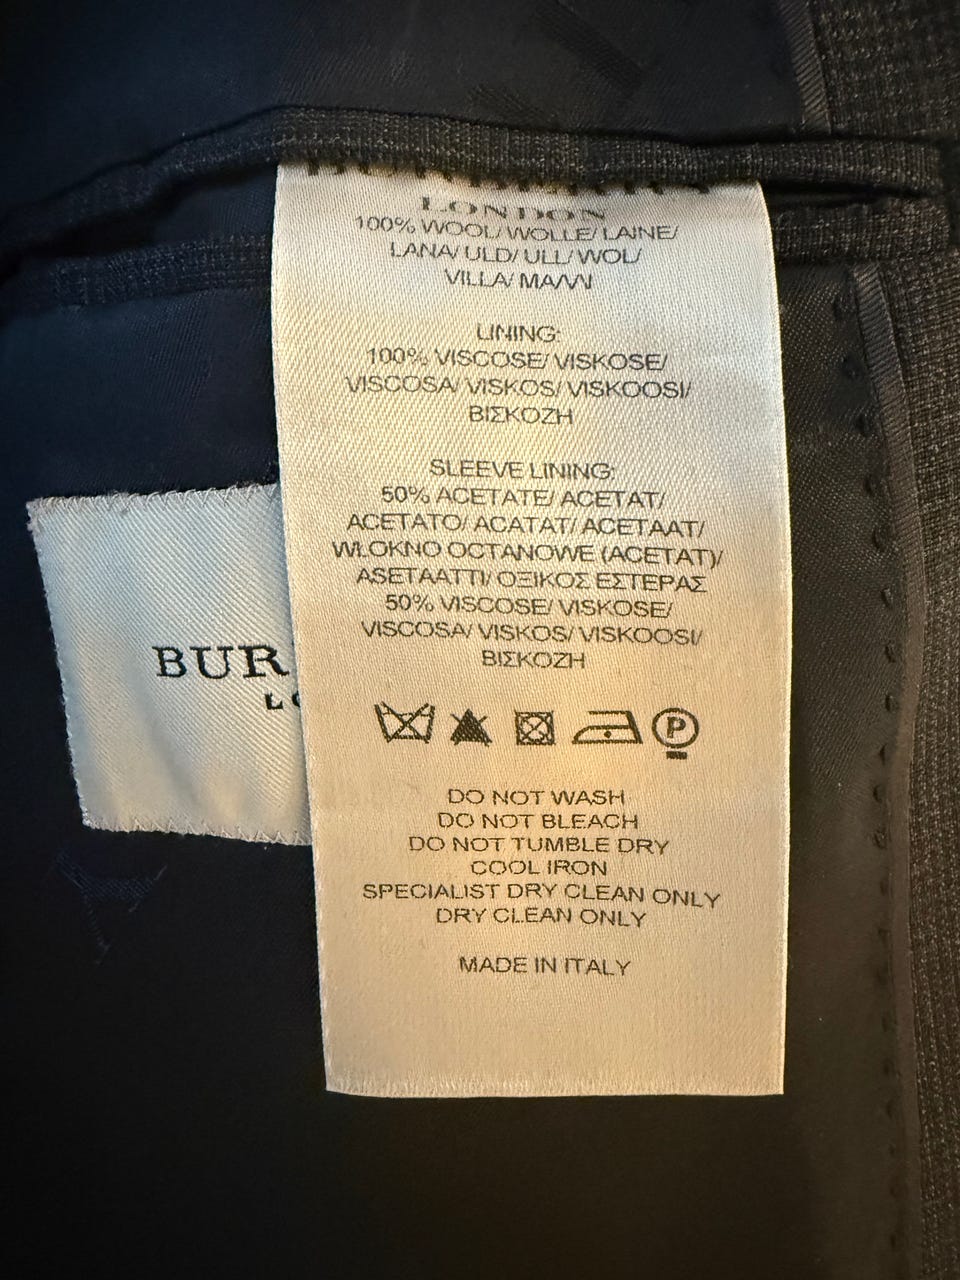 LONDON
100% WOOL/ WOLLE/ LAINE/
LANA/ ULD/ ULL/ WOL/
VILLA/
LINING:
100% VISCOSE/ VISKOSE/
VISCOSA/ VISKOS/ VISKOOSI/
ΒΙΣΚΟΖΗ
SLEEVE LINING:
50% ACETATE/ ACETAT/
ACETATO/ ACATAT/ ACETAAT/
WŁOKNO OCTANOWE (ACETAT)/
ASETAATTI/ ΟΞΙΚΟΣ ΕΣΤΕΡΑΣ
50% VISCOSE/ VISKOSE/
VISCOSA/ VISKOS/ VISKOOSI/
ΒΙΣΚΟΖΗ
P
DO NOT WASH
DO NOT BLEACH
DO NOT TUMBLE DRY
COOL IRON
SPECIALIST DRY CLEAN ONLY
DRY CLEAN ONLY
MADE IN ITALY
BUR
LO